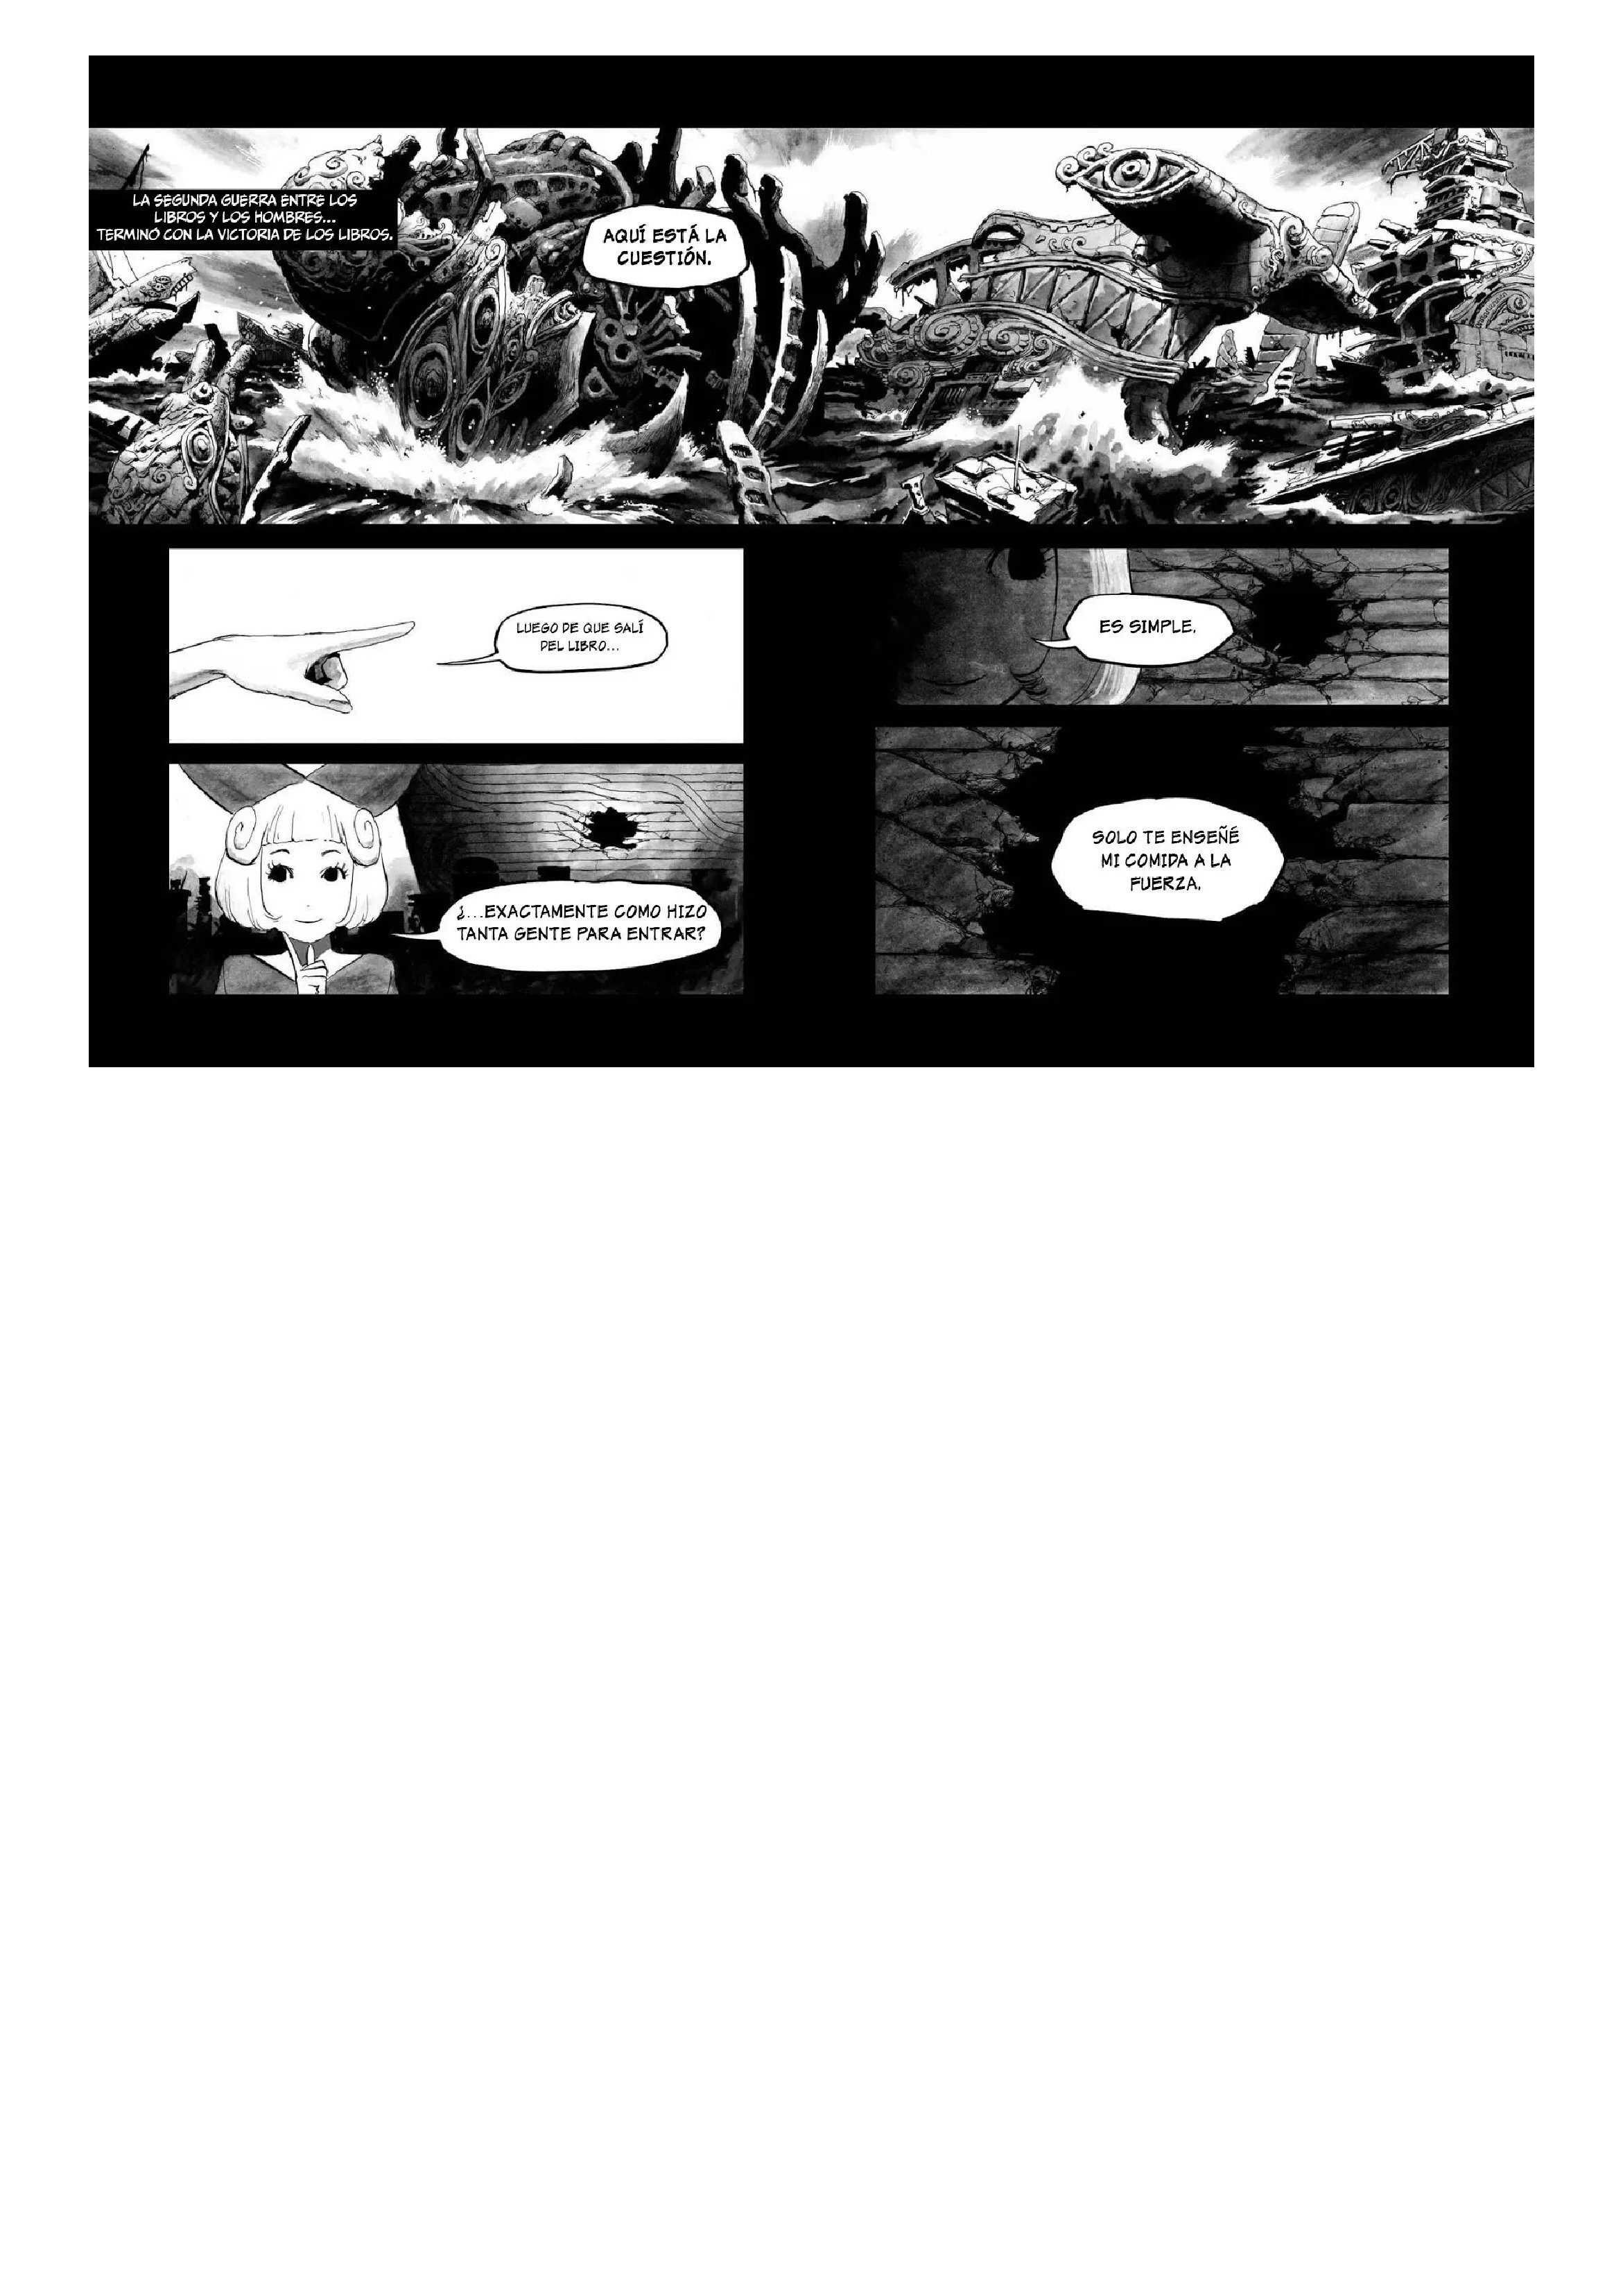 LA SEGUNDA GUERRA ENTRE LOS
LIBROS Y LOS HOMBRES...
TERMINÓ CON LA VICTORIA DE LOS LIBROS.
AQUÍ ESTÁ LA
CUESTIÓN.
LUEGO DE QUE SALÍ
DEL LIBRO...
¿...EXACTAMENTE COMO HIZO
TANTA GENTE PARA ENTRAR?
ES SIMPLE.
SOLO TE ENSEÑÉ
MI COMIDA A LA
FUERZA.